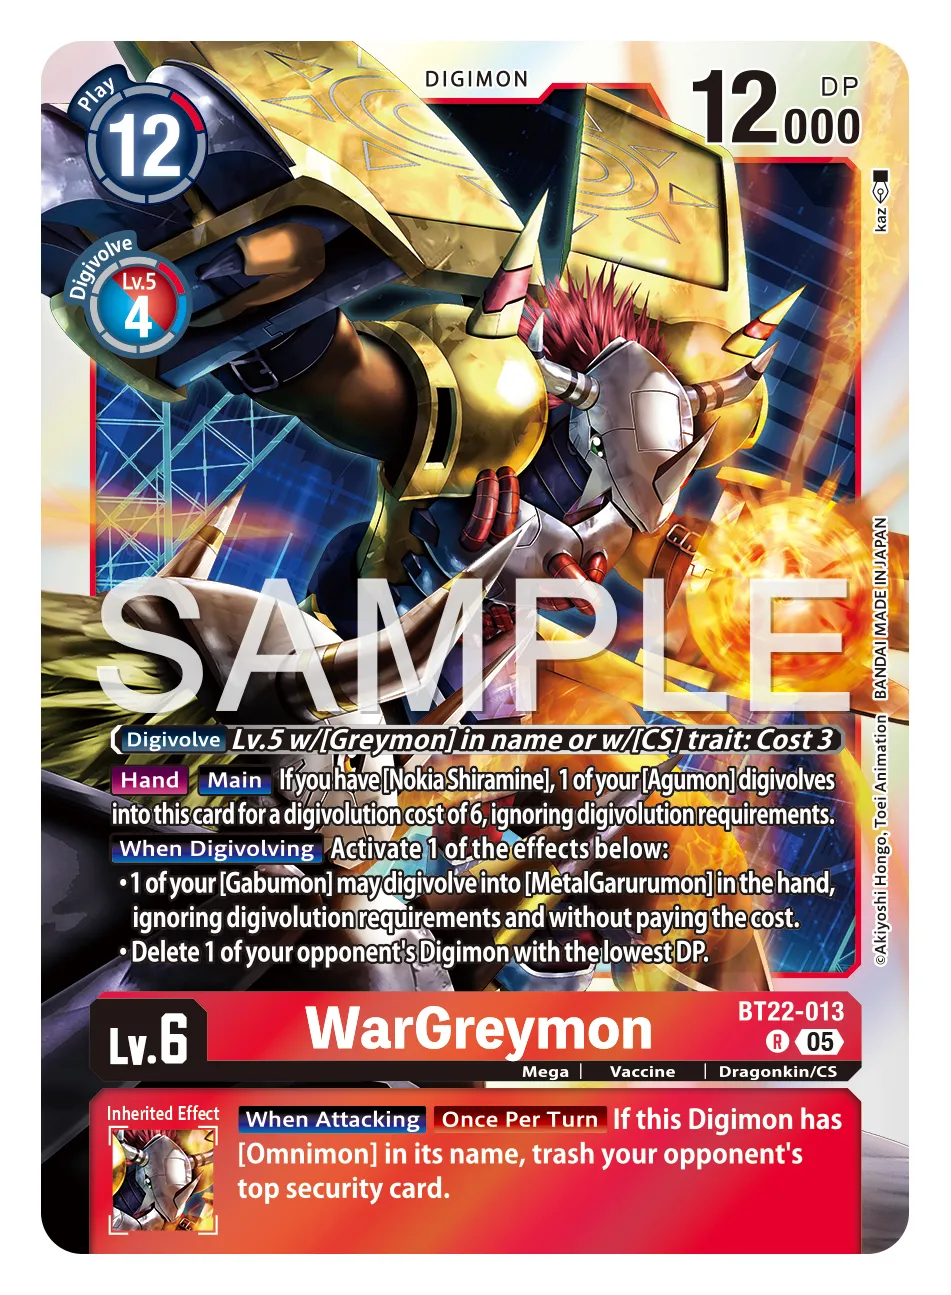 DIGIMON
Play
12
DP
12000
Digivolve
Lv.5
4
kaz
SAMPLE
BANDAI MADE IN JAPAN
©Akiyoshi Hongo, Toei Animation
Digivolve Lv.5 w/[Greymon] in name or w/[CS] trait: Cost 3
Hand Main If you have [Nokia Shiramine], 1 of your [Agumon] digivolves
into this card for a digivolution cost of 6, ignoring digivolution requirements.
When Digivolving Activate 1 of the effects below:
・1 of your [Gabumon] may digivolve into [MetalGarurumon] in the hand,
ignoring digivolution requirements and without paying the cost.
・Delete 1 of your opponent's Digimon with the lowest DP.
Lv.6
WarGreymon
BT22-013
R 05
Mega | Vaccine | Dragonkin/CS
Inherited Effect
When Attacking Once Per Turn If this Digimon has
[Omnimon] in its name, trash your opponent's
top security card.